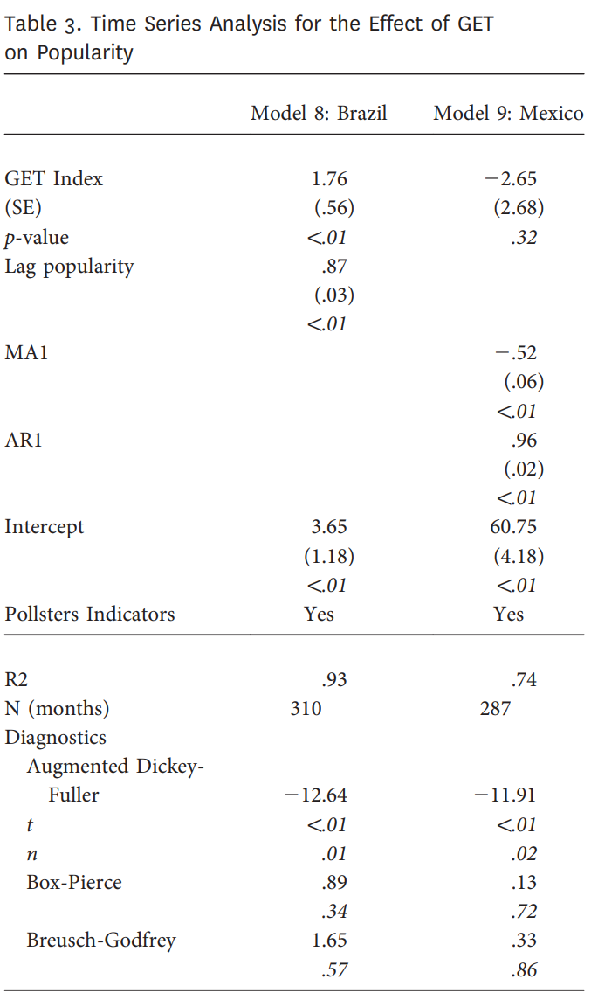 Table 3. Time Series Analysis for the Effect of GET
on Popularity
Model 8: Brazil Model 9: Mexico
GET Index 1.76 −2.65
(SE) (.56) (2.68)
p-value <.01 .32
Lag popularity .87
(.03)
<.01
MA1 −.52
(.06)
<.01
AR1 .96
(.02)
<.01
Intercept 3.65 60.75
(1.18) (4.18)
<.01 <.01
Pollsters Indicators Yes Yes
R2 .93 .74
N (months) 310 287
Diagnostics
Augmented Dickey-
Fuller −12.64 −11.91
t <.01 <.01
n .01 .02
Box-Pierce .89 .13
.34 .72
Breusch-Godfrey 1.65 .33
.57 .86